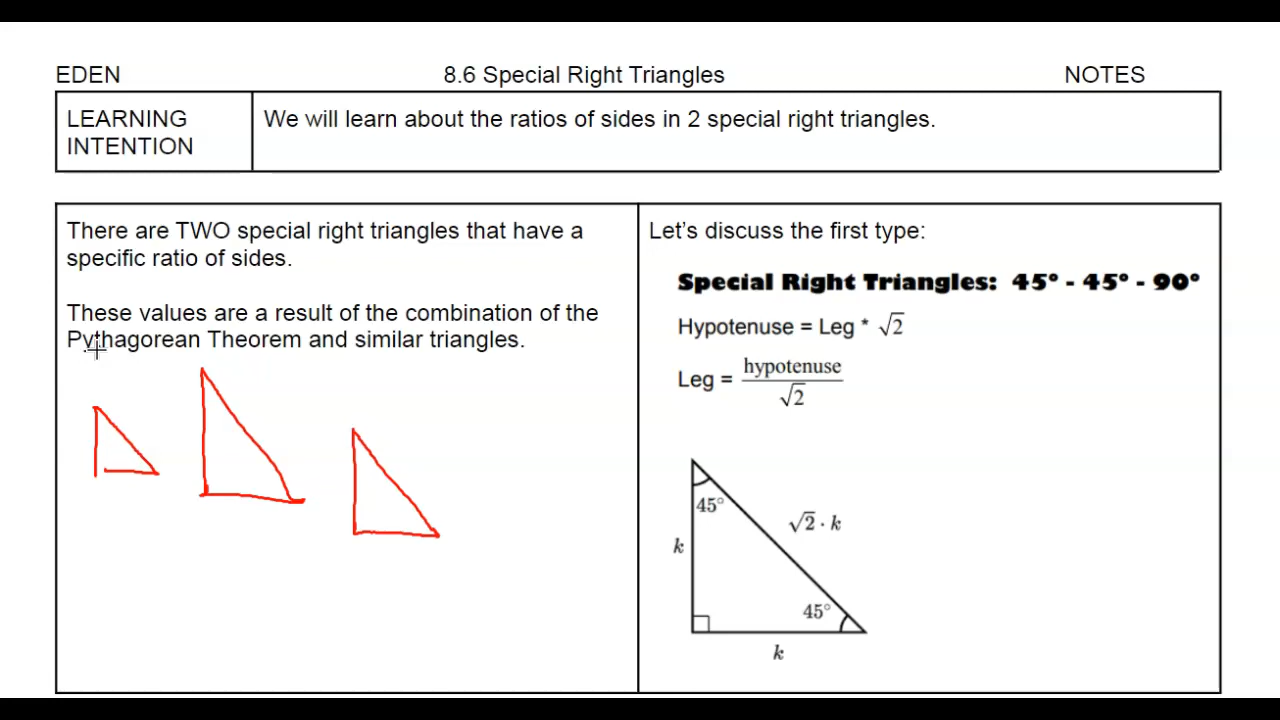 EDEN 8.6 Special Right Triangles NOTES
LEARNING INTENTION
We will learn about the ratios of sides in 2 special right triangles.
There are TWO special right triangles that have a
specific ratio of sides.
These values are a result of the combination of the
Pythagorean Theorem and similar triangles.
Let's discuss the first type:
Special Right Triangles: 45° - 45° - 90°
Hypotenuse = Leg * √2
Leg = hypotenuse / √2
45°
√2 · k
k
45°
k